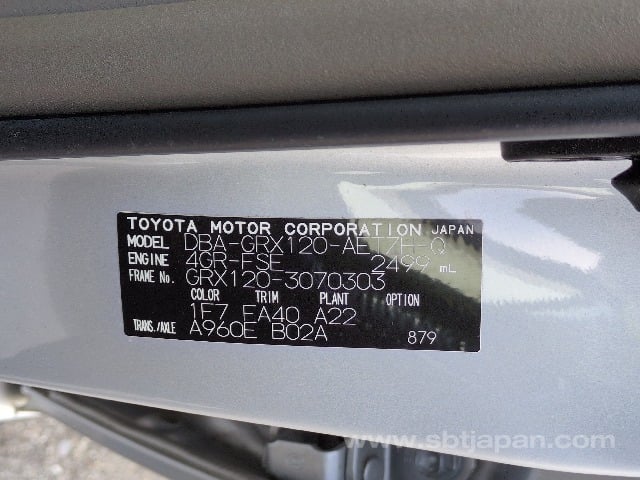 TOYOTA MOTOR CORPORATION JAPAN
MODEL DBA-GRX120-AETZH-Q
ENGINE 4GR-FSE 2499 mL
FRAME No. GRX120-3070303
COLOR TRIM PLANT OPTION
1F7 FA40 A22
TRANS./AXLE A960E B02A
879
www.sbtjapan.com